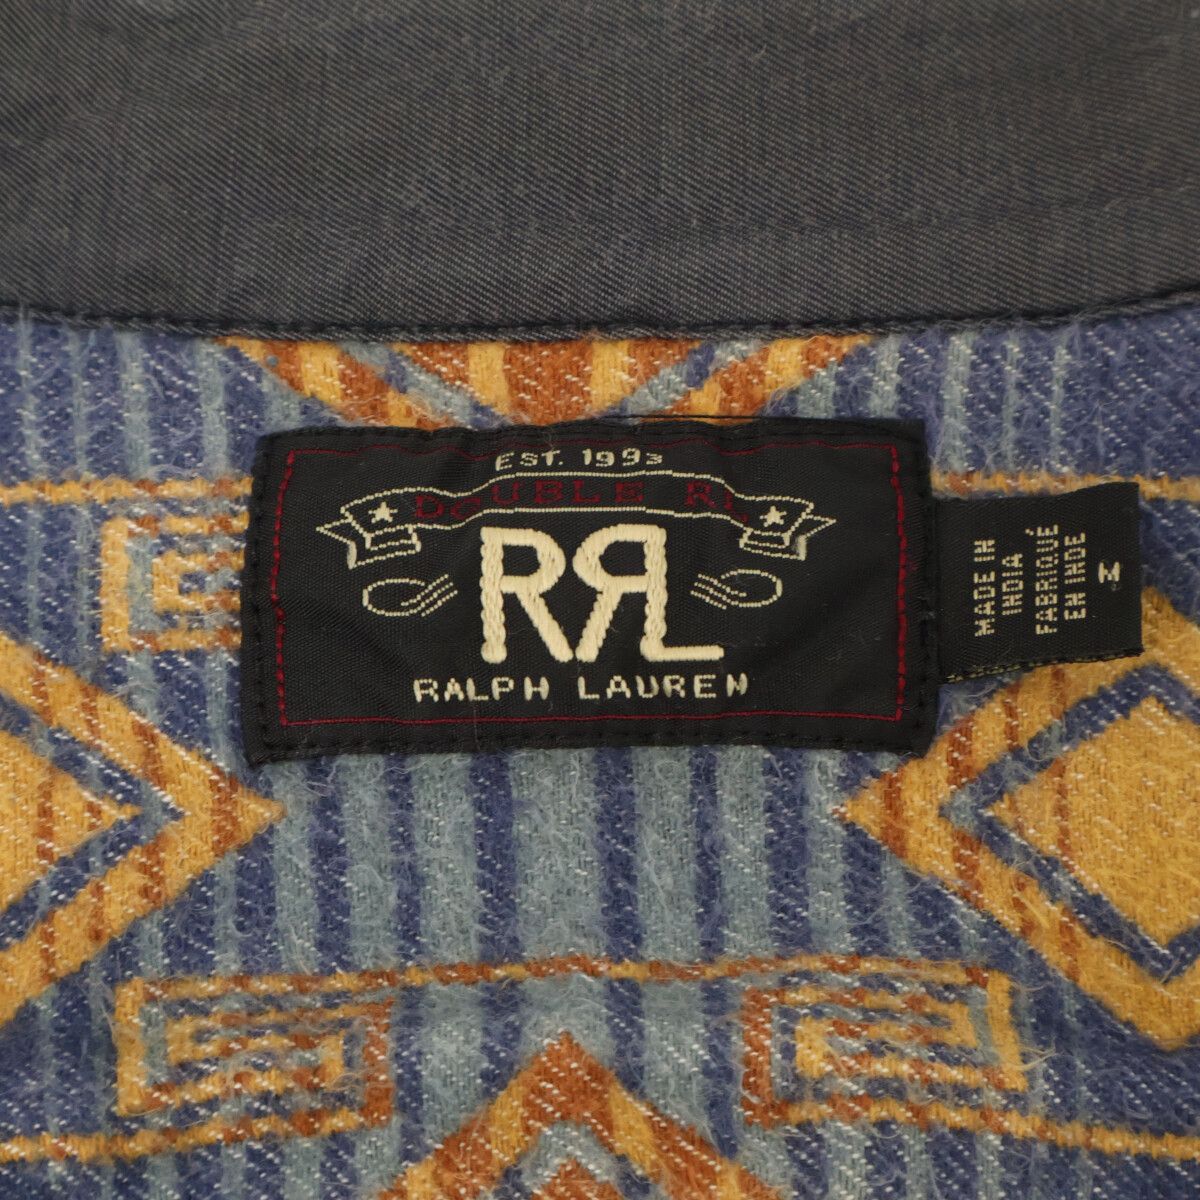 EST. 1993
DOUBLE RL
RRL
RALPH LAUREN
MADE IN
INDIA
FABRIQUÉ
EN INDE
M